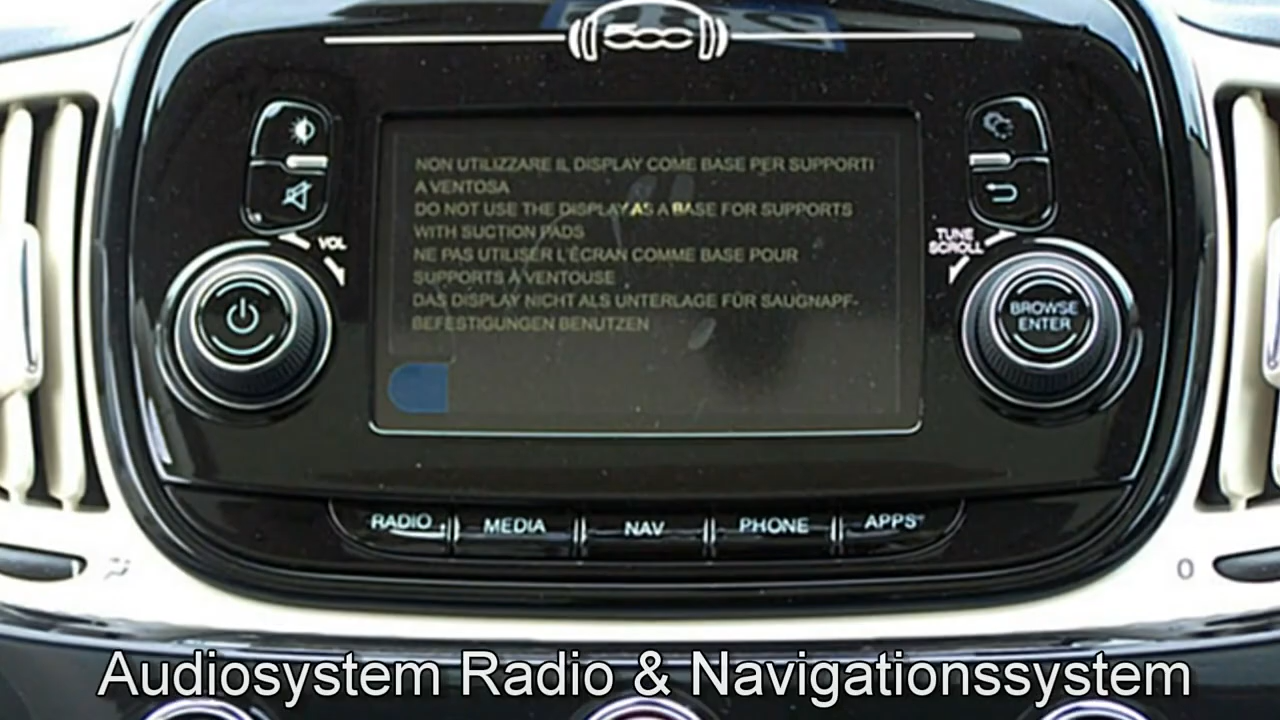 500
NON UTILIZZARE IL DISPLAY COME BASE PER SUPPORTI
A VENTOSA
DO NOT USE THE DISPLAY AS A BASE FOR SUPPORTS
WITH SUCTION PADS
NE PAS UTILISER L'ÉCRAN COMME BASE POUR
SUPPORTS À VENTOUSE
DAS DISPLAY NICHT ALS UNTERLAGE FÜR SAUGNAPF-
BEFESTIGUNGEN BENUTZEN
VOL
TUNE
SCROLL
BROWSE
ENTER
RADIO
MEDIA
NAV
PHONE
APPS
0
Audiosystem Radio & Navigationssystem